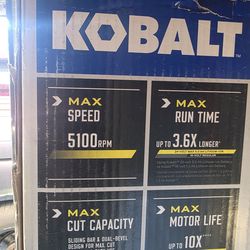 KOBALT
MAX
SPEED
5100RPM
MAX
RUN TIME
UP TO 3.6X LONGER*
MAX
CUT CAPACITY
SLIDING BAR & DUAL-BEVEL
DESIGN FOR MAX CUT
MAX
MOTOR LIFE
UP TO 10X